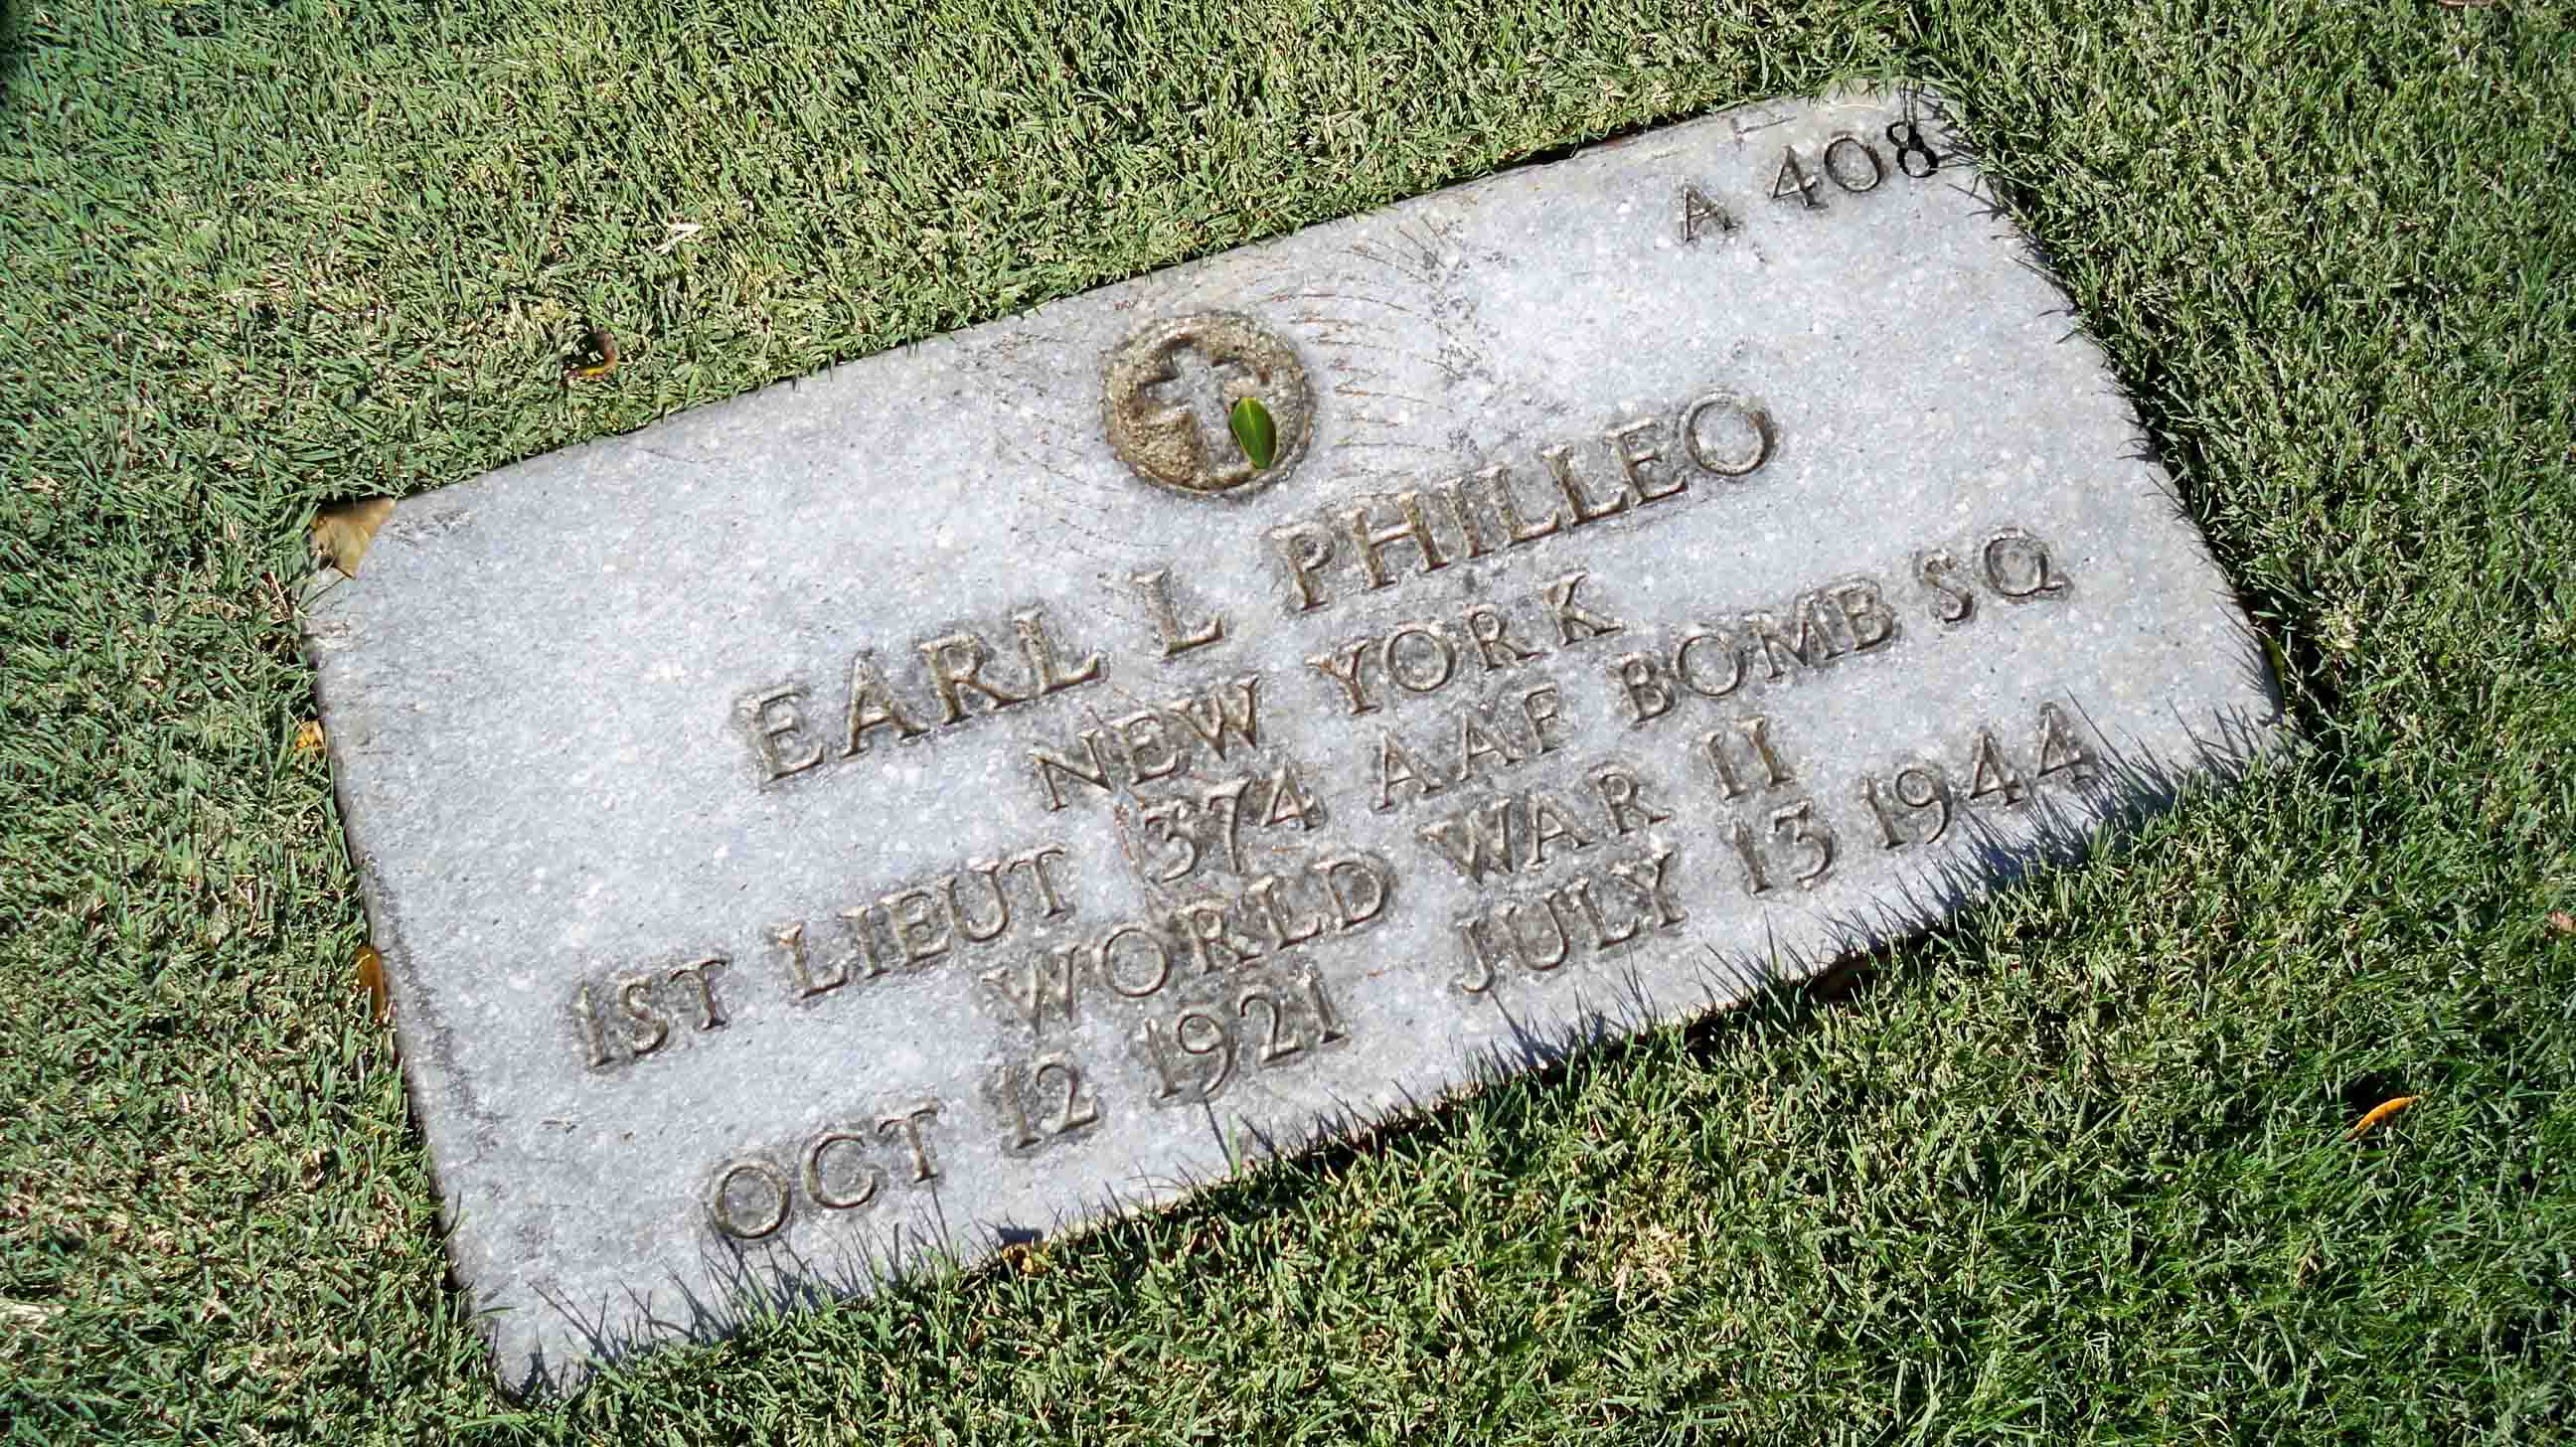 A 408
EARL L PHILLEO
NEW YORK
1ST LIEUT 374 AAF BOMB SQ
WORLD WAR II
OCT 12 1921 JULY 13 1944